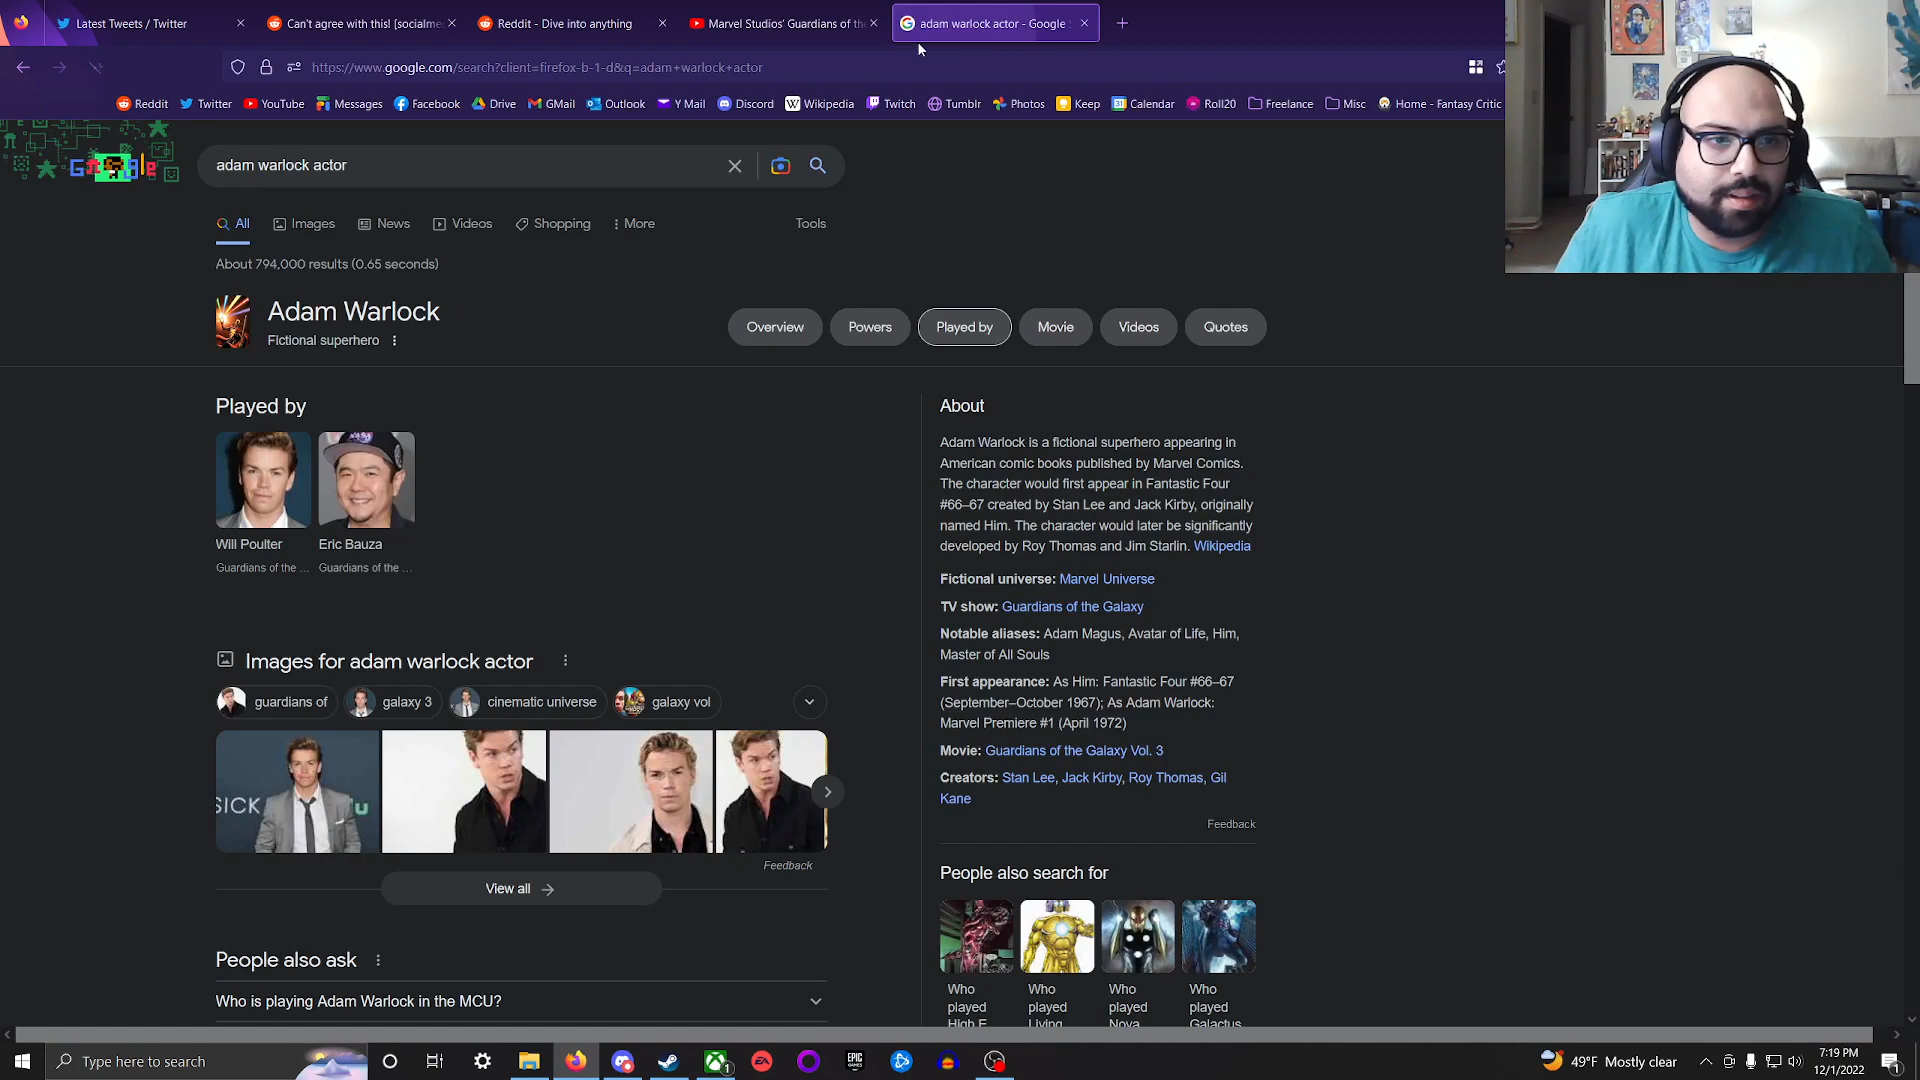 Latest Tweets / Twitter
Can't agree with this! [socialme
Reddit - Dive into anything
Marvel Studios' Guardians of the
adam warlock actor - Google
https://www.google.com/search?client=firefox-b-1-d&q=adam+warlock+actor
Reddit Twitter YouTube Messages Facebook Drive GMail Outlook Y Mail Discord Wikipedia Twitch Tumblr Photos Keep Calendar Roll20 Freelance Misc Home - Fantasy Critic
adam warlock actor
All Images News Videos Shopping More Tools
About 794,000 results (0.65 seconds)
Adam Warlock
Fictional superhero
Overview Powers Played by Movie Videos Quotes
Played by
Will Poulter
Guardians of the ...
Eric Bauza
Guardians of the ...
Images for adam warlock actor
guardians of galaxy 3 cinematic universe galaxy vol
SICK
Feedback
View all
People also ask
Who is playing Adam Warlock in the MCU?
About
Adam Warlock is a fictional superhero appearing in
American comic books published by Marvel Comics.
The character would first appear in Fantastic Four
#66–67 created by Stan Lee and Jack Kirby, originally
named Him. The character would later be significantly
developed by Roy Thomas and Jim Starlin. Wikipedia
Fictional universe: Marvel Universe
TV show: Guardians of the Galaxy
Notable aliases: Adam Magus, Avatar of Life, Him,
Master of All Souls
First appearance: As Him: Fantastic Four #66–67
(September–October 1967); As Adam Warlock:
Marvel Premiere #1 (April 1972)
Movie: Guardians of the Galaxy Vol. 3
Creators: Stan Lee, Jack Kirby, Roy Thomas, Gil
Kane
Feedback
People also search for
Who played High E
Who played Living
Who played Nova
Who played Galactus
Type here to search
49°F Mostly clear
7:19 PM
12/1/2022